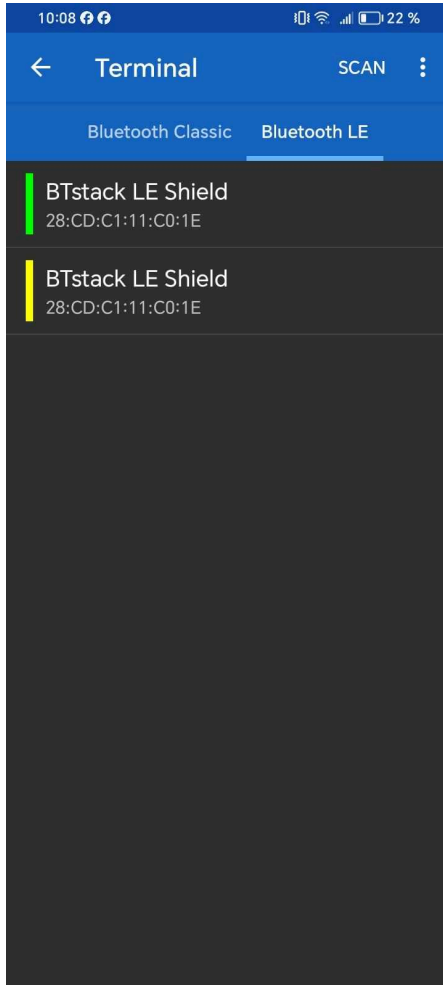 10:08
22 %
Terminal
SCAN
Bluetooth Classic
Bluetooth LE
BTstack LE Shield
28:CD:C1:11:C0:1E
BTstack LE Shield
28:CD:C1:11:C0:1E